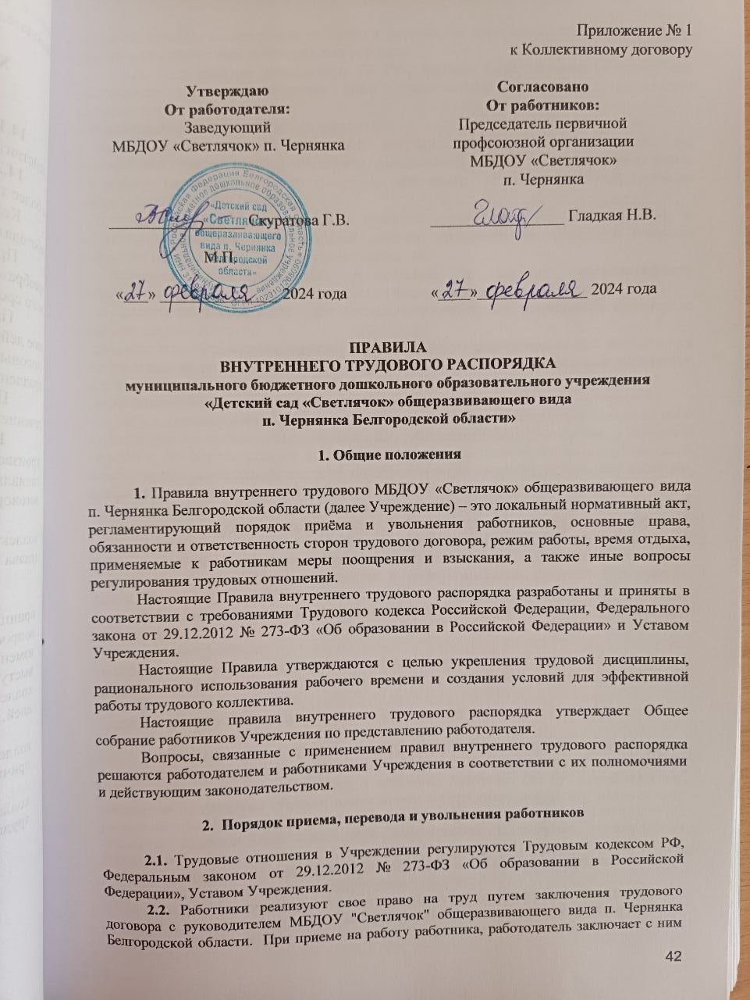 Приложение № 1
к Коллективному договору
Утверждаю
От работодателя:
Заведующий
МБДОУ «Светлячок» п. Чернянка
Скуратова Г.В.
М.П.
«27» февраля 2024 года
Согласовано
От работников:
Председатель первичной
профсоюзной организации
МБДОУ «Светлячок»
п. Чернянка
Гладкая Н.В.
«27» февраля 2024 года
«Детский сад
«Светлячок»
общеразвивающего
вида п. Чернянка
Белгородской
области»
ПРАВИЛА
ВНУТРЕННЕГО ТРУДОВОГО РАСПОРЯДКА
муниципального бюджетного дошкольного образовательного учреждения
«Детский сад «Светлячок» общеразвивающего вида
п. Чернянка Белгородской области»
1. Общие положения
1. Правила внутреннего трудового МБДОУ «Светлячок» общеразвивающего вида
п. Чернянка Белгородской области (далее Учреждение) – это локальный нормативный акт,
регламентирующий порядок приёма и увольнения работников, основные права,
обязанности и ответственность сторон трудового договора, режим работы, время отдыха,
применяемые к работникам меры поощрения и взыскания, а также иные вопросы
регулирования трудовых отношений.
Настоящие Правила внутреннего трудового распорядка разработаны и приняты в
соответствии с требованиями Трудового кодекса Российской Федерации, Федерального
закона от 29.12.2012 № 273-ФЗ «Об образовании в Российской Федерации» и Уставом
Учреждения.
Настоящие Правила утверждаются с целью укрепления трудовой дисциплины,
рационального использования рабочего времени и создания условий для эффективной
работы трудового коллектива.
Настоящие правила внутреннего трудового распорядка утверждает Общее
собрание работников Учреждения по представлению работодателя.
Вопросы, связанные с применением правил внутреннего трудового распорядка
решаются работодателем и работниками Учреждения в соответствии с их полномочиями
и действующим законодательством.
2. Порядок приема, перевода и увольнения работников
2.1. Трудовые отношения в Учреждении регулируются Трудовым кодексом РФ,
Федеральным законом от 29.12.2012 № 273-ФЗ «Об образовании в Российской
Федерации», Уставом Учреждения.
2.2. Работники реализуют свое право на труд путем заключения трудового
договора с руководителем МБДОУ "Светлячок" общеразвивающего вида п. Чернянка
Белгородской области. При приеме на работу работника, работодатель заключает с ним
42